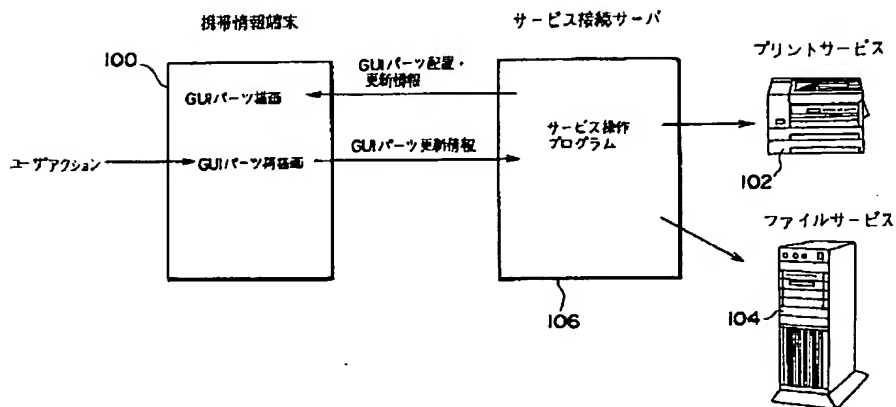 携帯情報端末
サービス接続サーバ
プリントサービス
100
GUIパーツ配置・
更新情報
GUIパーツ描画
サービス操作
プログラム
ユーザアクション
GUIパーツ再描画
GUIパーツ更新情報
102
ファイルサービス
104
106